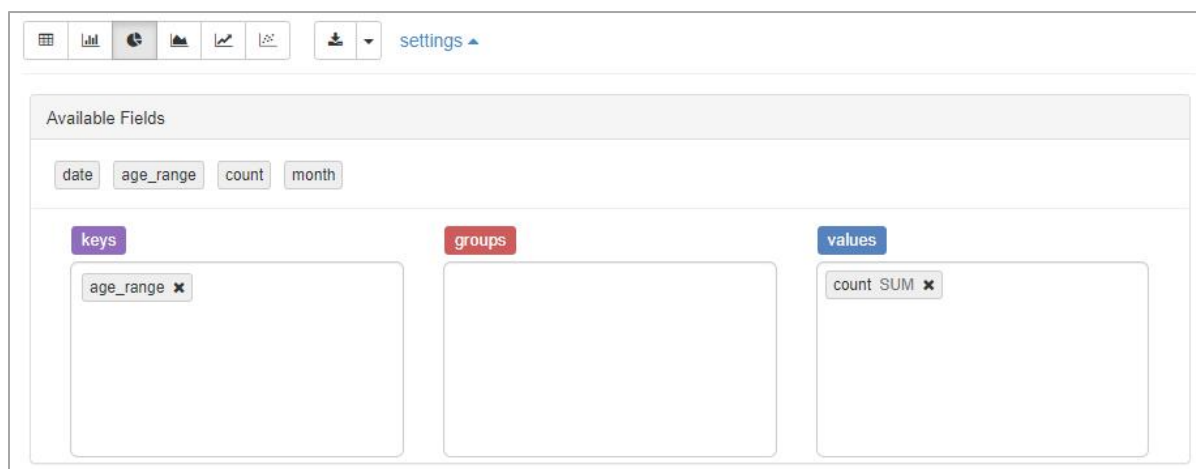 settings
Available Fields
date age_range count month
keys groups values
age_range ✖ count SUM ✖